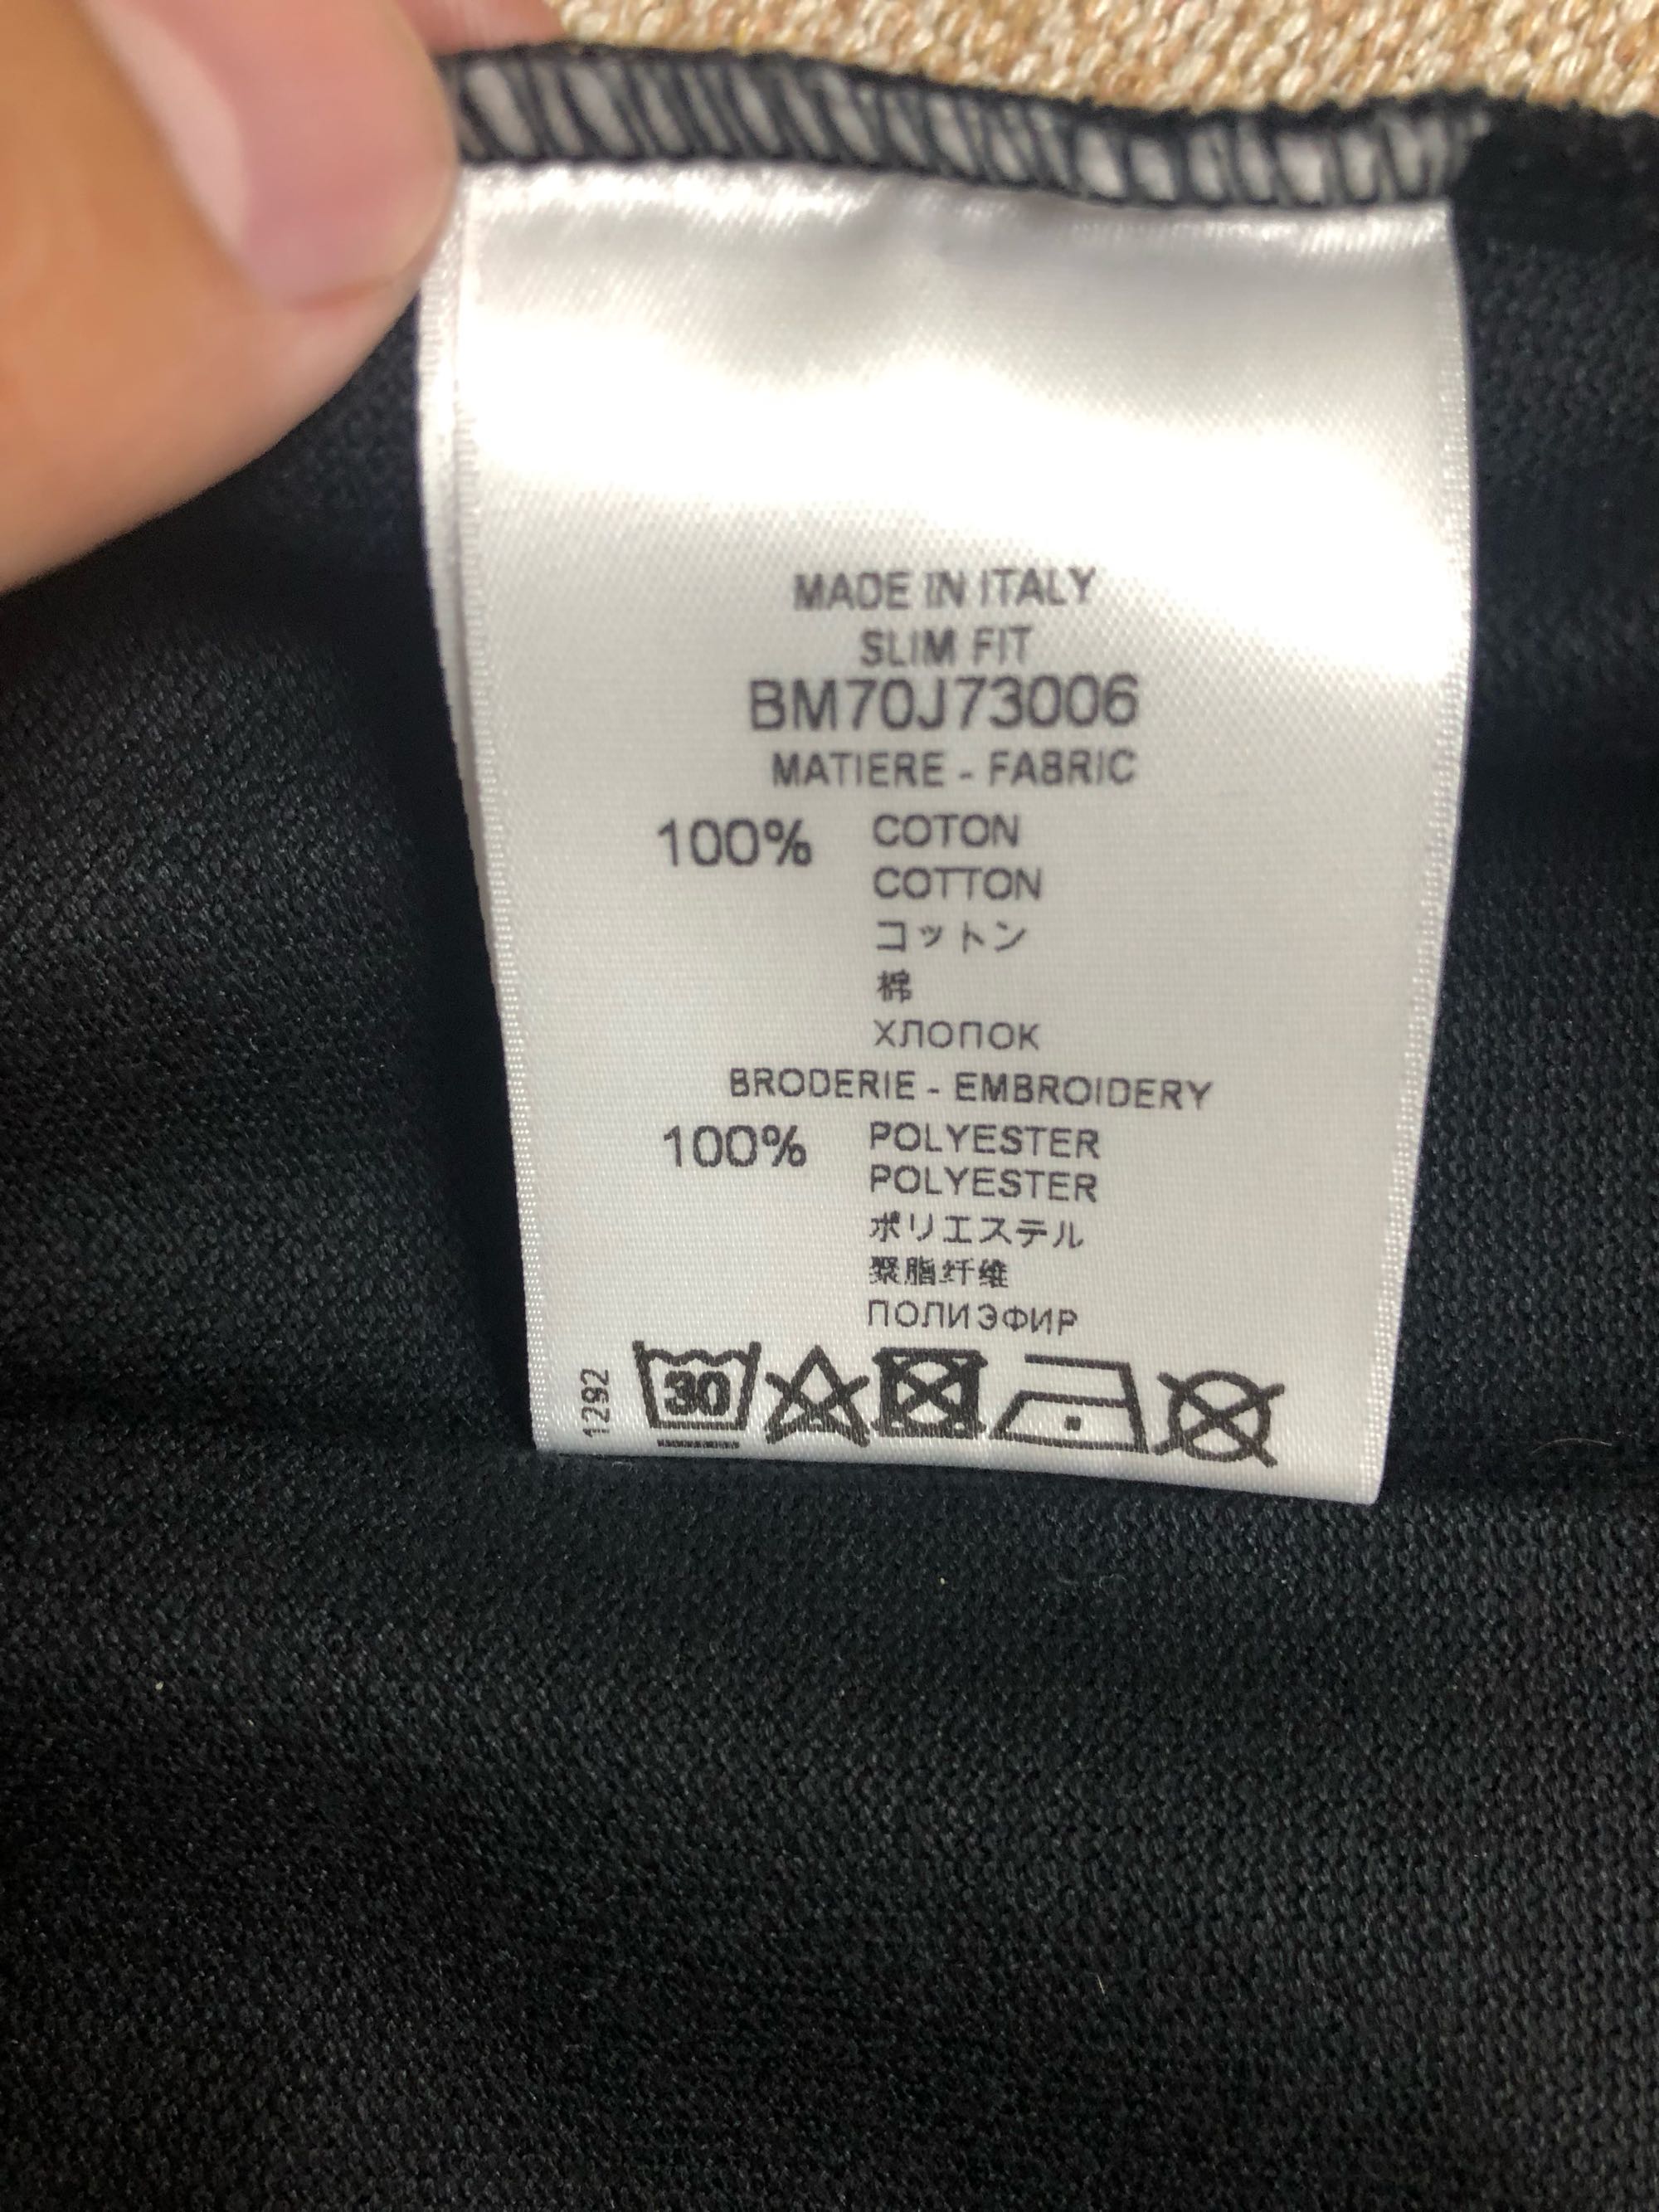 MADE IN ITALY
SLIM FIT
BM70J73006
MATIERE - FABRIC
100% COTON
COTTON
コットン
棉
ХЛОПОК
BRODERIE - EMBROIDERY
100% POLYESTER
POLYESTER
ポリエステル
聚脂纤维
ПОЛИЭФИР
1292
30